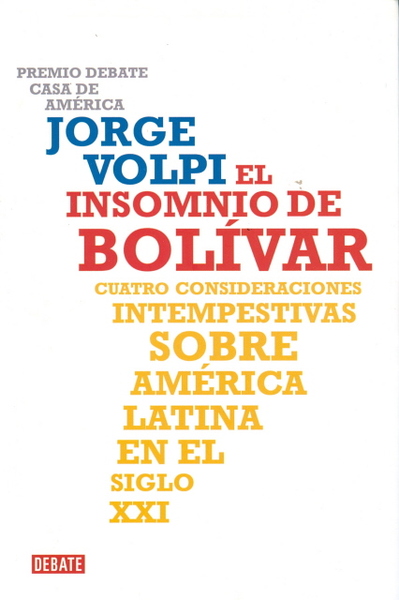 PREMIO DEBATE
CASA DE
AMÉRICA
JORGE
VOLPI EL
INSOMNIO DE
BOLÍVAR
CUATRO CONSIDERACIONES
INTEMPESTIVAS
SOBRE
AMÉRICA
LATINA
EN EL
SIGLO
XXI
DEBATE